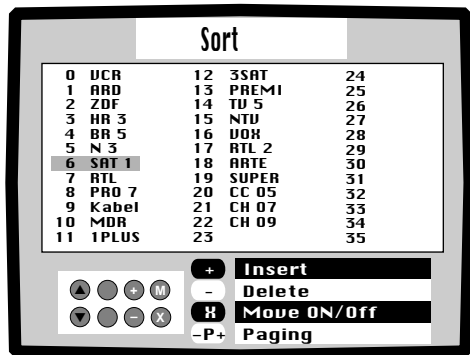 Sort
0 VCR 12 3SAT 24
1 ARD 13 PREMI 25
2 ZDF 14 TV 5 26
3 HR 3 15 NTV 27
4 BR 5 16 VOX 28
5 N 3 17 RTL 2 29
6 SAT 1 18 ARTE 30
7 RTL 19 SUPER 31
8 PRO 7 20 CC 05 32
9 Kabel 21 CH 07 33
10 MDR 22 CH 09 34
11 1PLUS 23 35
+ Insert
- Delete
+ M X Move ON/Off
- X -P+ Paging